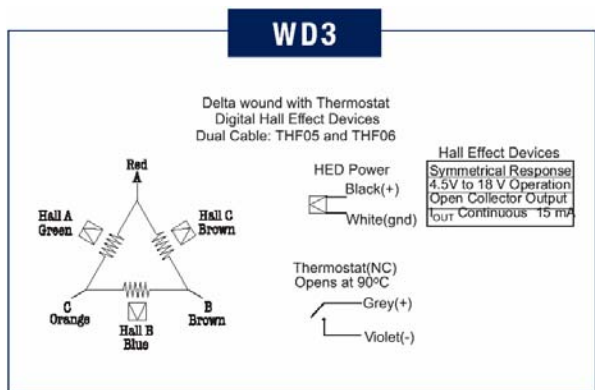 WD3
Delta wound with Thermostat
Digital Hall Effect Devices
Dual Cable: THF05 and THF06
Red
A
Hall A
Green
Hall C
Brown
C
Orange
Hall B
Blue
B
Brown
HED Power
Black(+)
White(gnd)
Hall Effect Devices
Symmetrical Response
4.5V to 18 V Operation
Open Collector Output
IOUT Continuous 15 mA
Thermostat(NC)
Opens at 90ºC
Grey(+)
Violet(-)